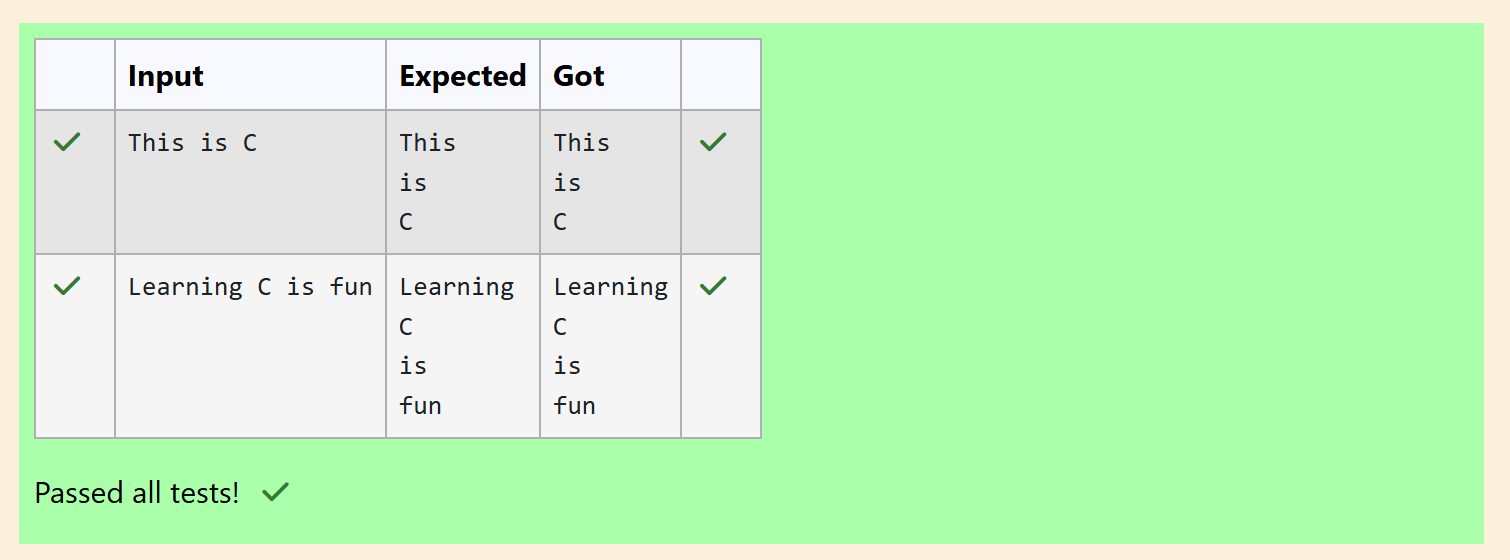 Input Expected Got
This is C This This
is is
C C
Learning C is fun Learning Learning
C C
is is
fun fun
Passed all tests!